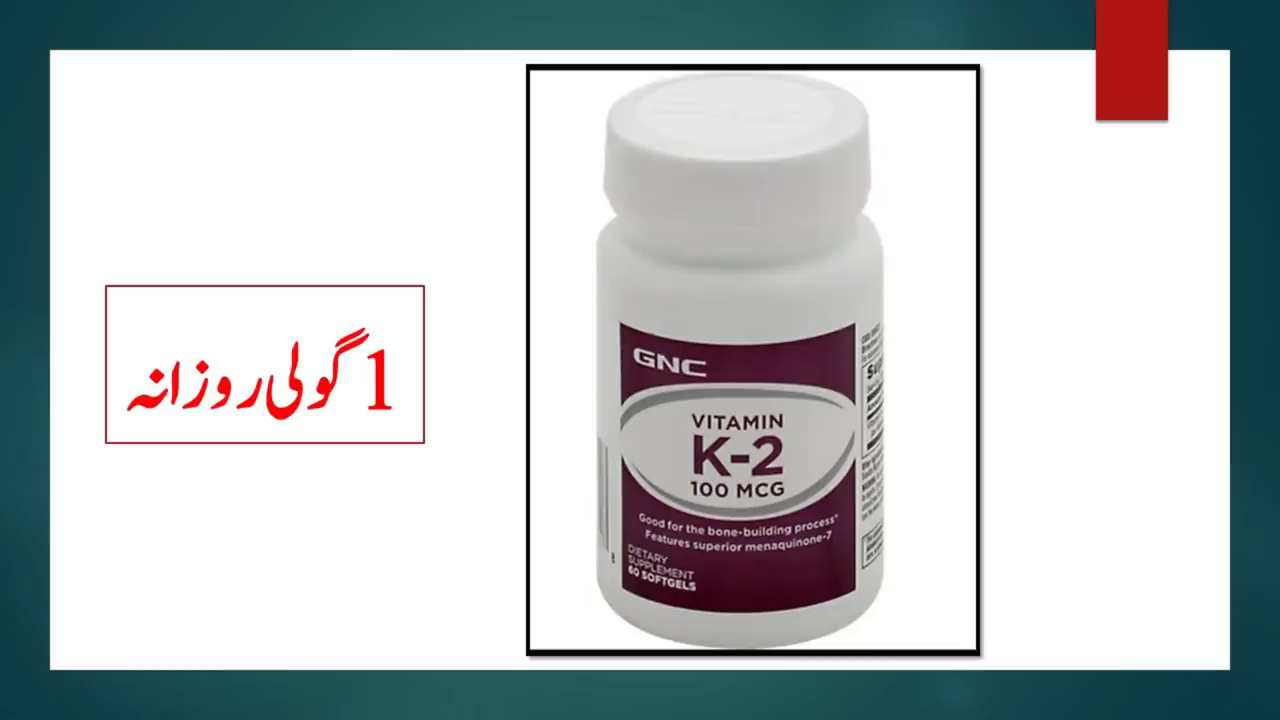 1 گولی روزانہ
GNC
VITAMIN
K-2
100 MCG
Good for the bone-building process*
Features superior menaquinone-7
DIETARY
SUPPLEMENT
60 SOFTGELS